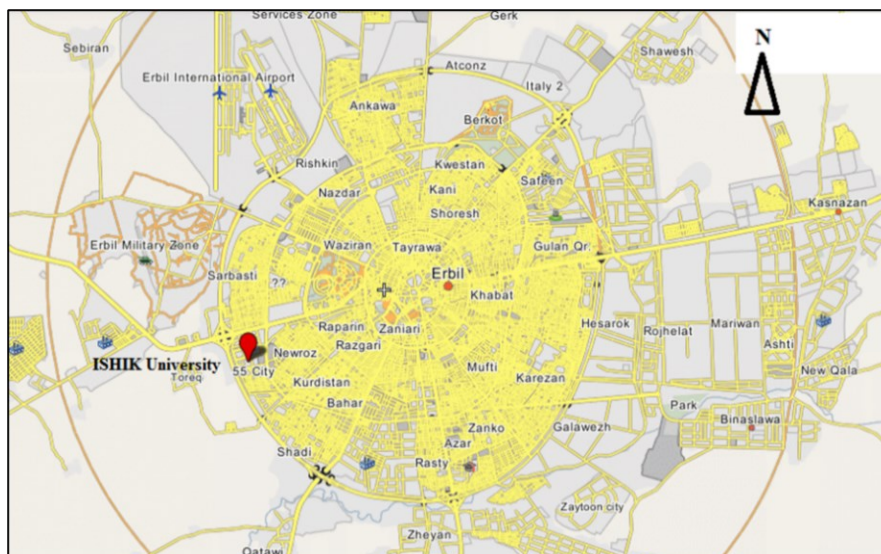 Services Zone
Gerk
Sebiran
Shawesh
N
Atconz
Erbil International Airport
Italy 2
Ankawa
Berkot
Rishkin
Kwestan
Safeen
Nazdar
Kani
Kasnazan
Shoresh
Erbil Military Zone
Waziran
Tayrawa
Gulan Qr.
Sarbasti
??
Erbil
Khabat
Raparin
Zaniari
Hesarok
Rojhelat
Mariwan
Razgari
Ashti
ISHIK University
Newroz
Mufti
New Qala
55 City
Toreq
Kurdistan
Karezan
Bahar
Park
Binaslawa
Zanko
Galawezh
Azar
Shadi
Rasty
Zaytoon city
Zheyan
Qatawi